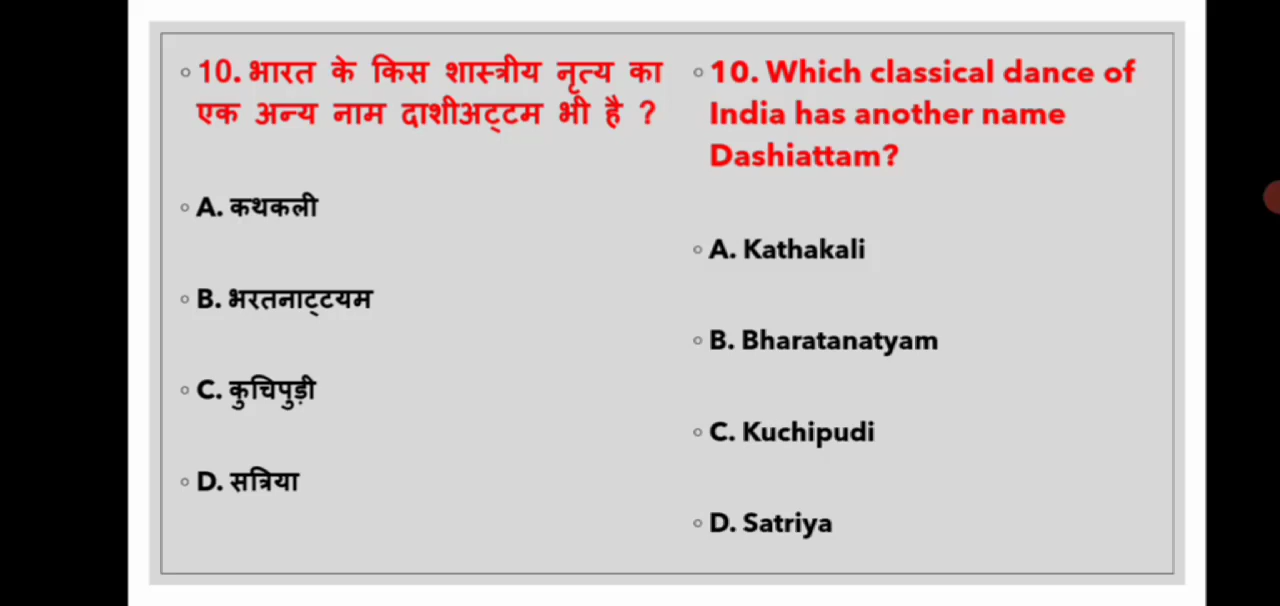 10. भारत के किस शास्त्रीय नृत्य का
एक अन्य नाम दाशीअट्टम भी है ?
A. कथकली
B. भरतनाट्टयम
C. कुचिपुड़ी
D. सत्रिया
10. Which classical dance of
India has another name
Dashiattam?
A. Kathakali
B. Bharatanatyam
C. Kuchipudi
D. Satriya